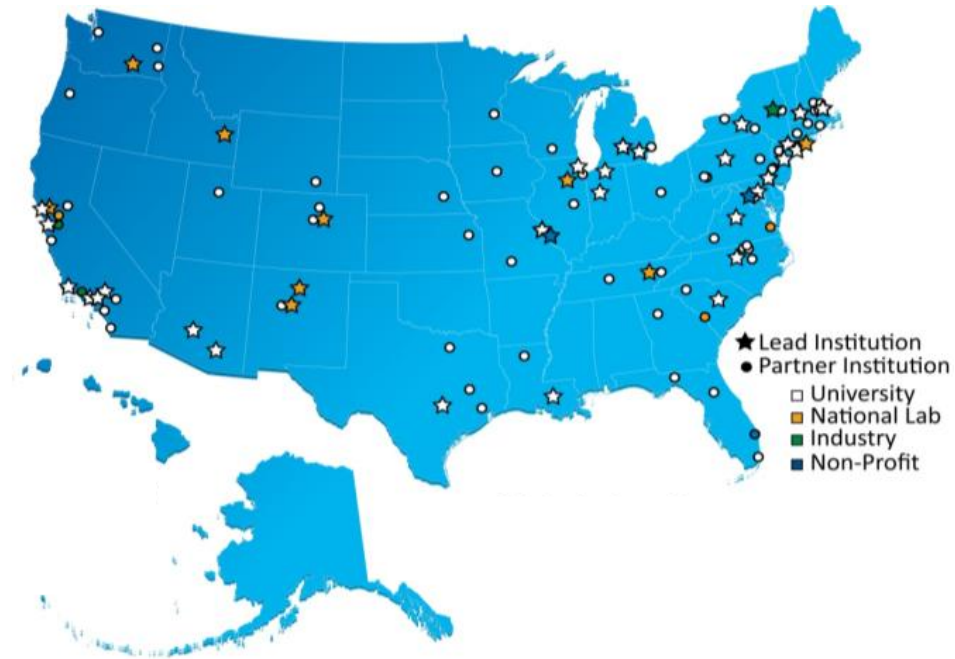 Lead Institution
Partner Institution
University
National Lab
Industry
Non-Profit